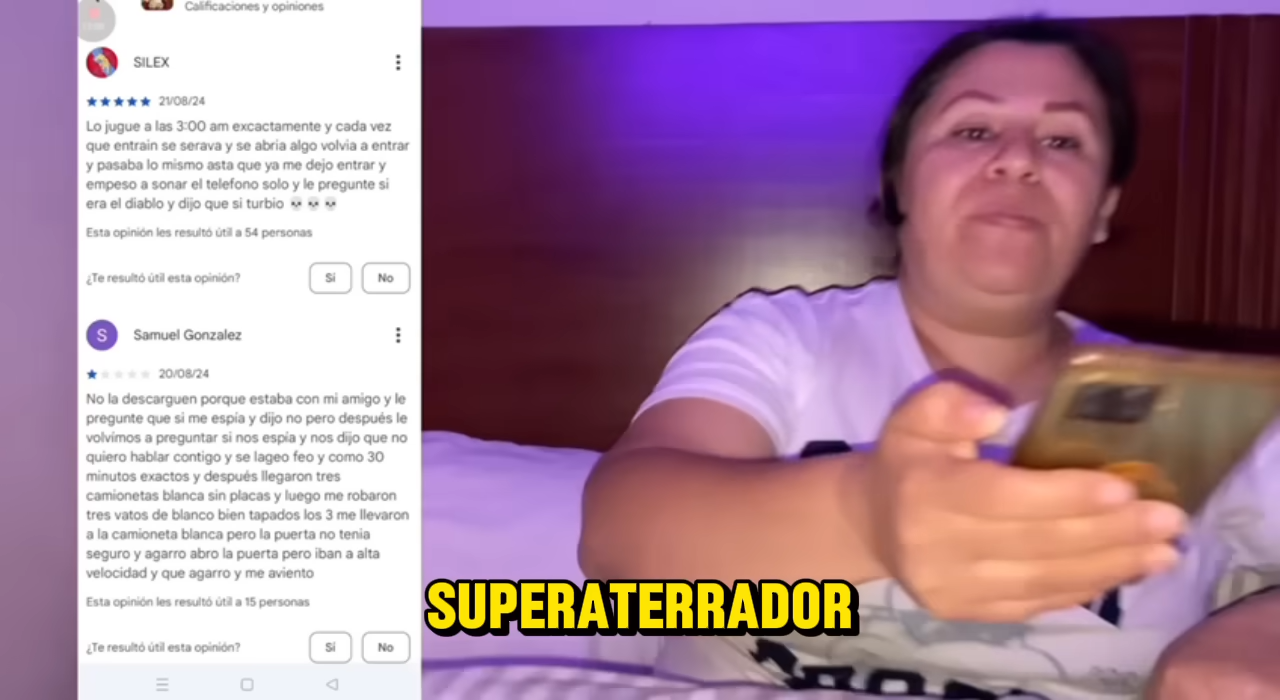 Calificaciones y opiniones
SILEX
21/08/24
Lo jugue a las 3:00 am excactamente y cada vez
que entrain se serava y se abria algo volvia a entrar
y pasaba lo mismo asta que ya me dejo entrar y
empeso a sonar el telefono solo y le pregunte si
era el diablo y dijo que si turbio 💀💀💀
Esta opinión les resultó útil a 54 personas
¿Te resultó útil esta opinión?
Sí
No
S
Samuel Gonzalez
20/08/24
No la descarguen porque estaba con mi amigo y le
pregunte que si me espía y dijo no pero después le
volvimos a preguntar si nos espía y nos dijo que no
quiero hablar contigo y se lageo feo y como 30
minutos exactos y después llegaron tres
camionetas blanca sin placas y luego me robaron
tres vatos de blanco bien tapados los 3 me llevaron
a la camioneta blanca pero la puerta no tenia
seguro y agarro abro la puerta pero iban a alta
velocidad y que agarro y me aviento
Esta opinión les resultó útil a 15 personas
¿Te resultó útil esta opinión?
Sí
No
SUPERATERRADOR